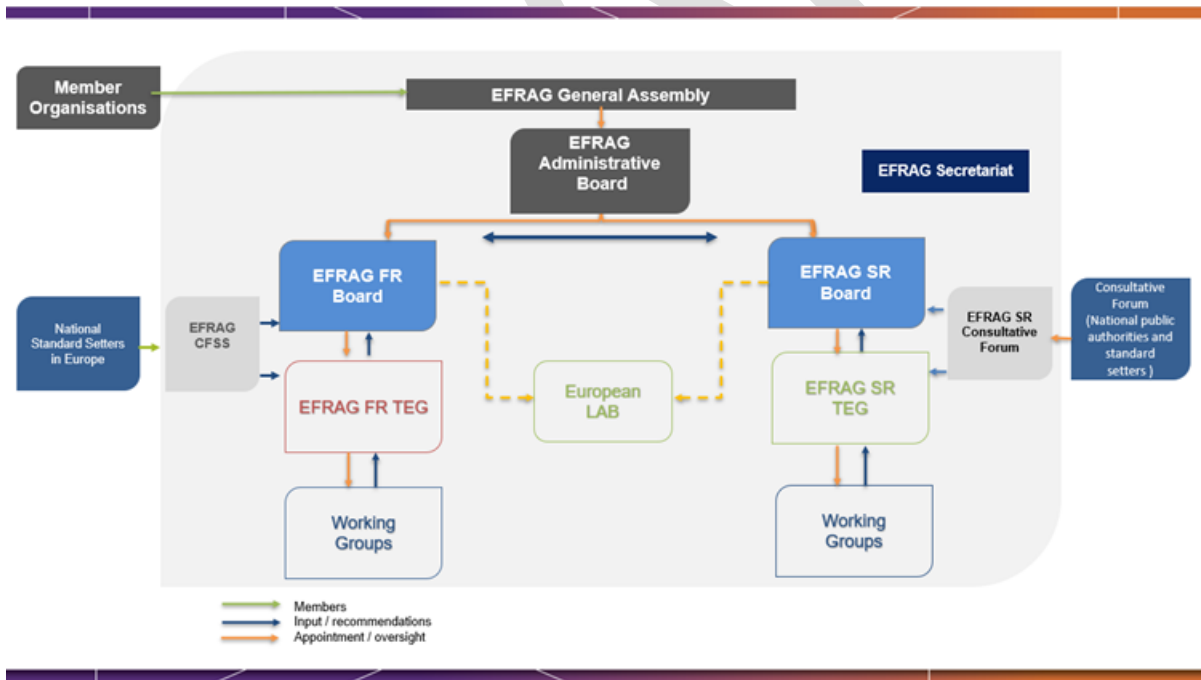 Member
Organisations
EFRAG General Assembly
EFRAG
Administrative
Board
EFRAG Secretariat
EFRAG FR
Board
EFRAG SR
Board
National
Standard Setters
in Europe
EFRAG
CFSS
EFRAG SR
Consultative
Forum
Consultative
Forum
(National public
authorities and
standard
setters )
EFRAG FR TEG
European
LAB
EFRAG SR
TEG
Working
Groups
Working
Groups
Members
Input / recommendations
Appointment / oversight